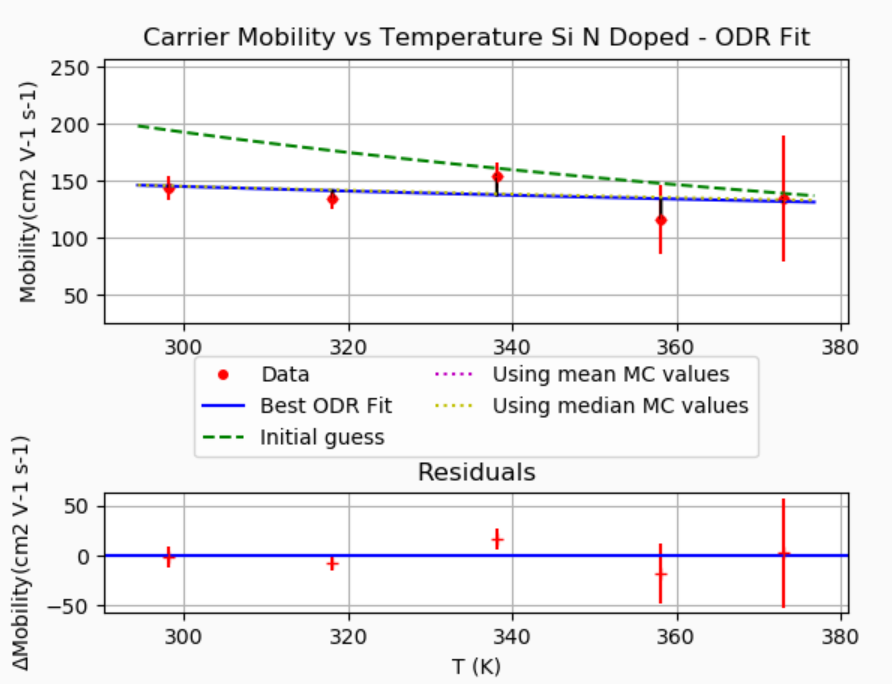 Carrier Mobility vs Temperature Si N Doped - ODR Fit
Mobility(cm2 V-1 s-1)
250
200
150
100
50
300 320 340 360 380
Data
Best ODR Fit
Initial guess
Using mean MC values
Using median MC values
Residuals
ΔMobility(cm2 V-1 s-1)
50
0
−50
300 320 340 360 380
T (K)